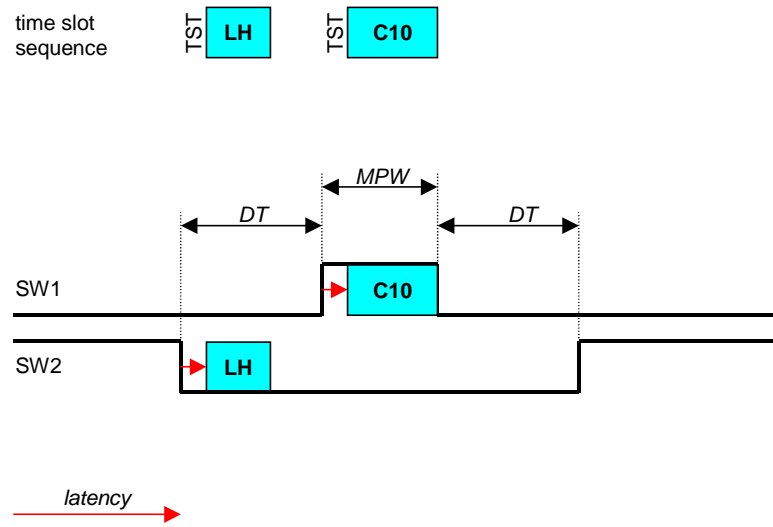 time slot
sequence
TST
LH
TST
C10
MPW
DT
DT
SW1
C10
SW2
LH
latency